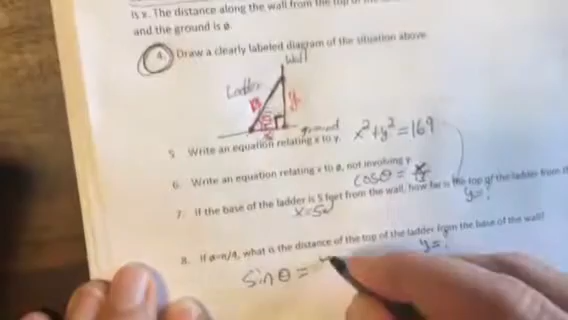 is x. The distance along the wall from the top of the
and the ground is ø.
4. Draw a clearly labeled diagram of the situation above.
Wall
Ladder
13
y
θ
x
ground
5. Write an equation relating x to y. x²+y²=169
6. Write an equation relating x to ø, not involving y.
cosθ = x/13
7. If the base of the ladder is 5 feet from the wall, how far is the top of the ladder from
x=5
y=?
8. If ø=π/4, what is the distance of the top of the ladder from the base of the wall?
y=?
sinθ =